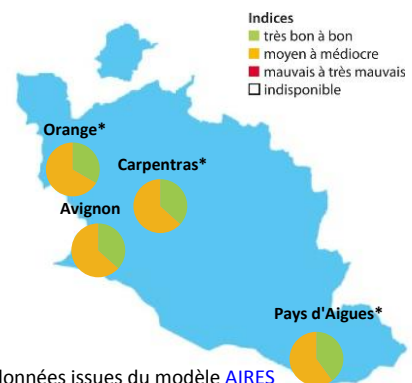 Indices
très bon à bon
moyen à médiocre
mauvais à très mauvais
indisponible
Orange*
Carpentras*
Avignon
Pays d'Aigues*
données issues du modèle AIRES